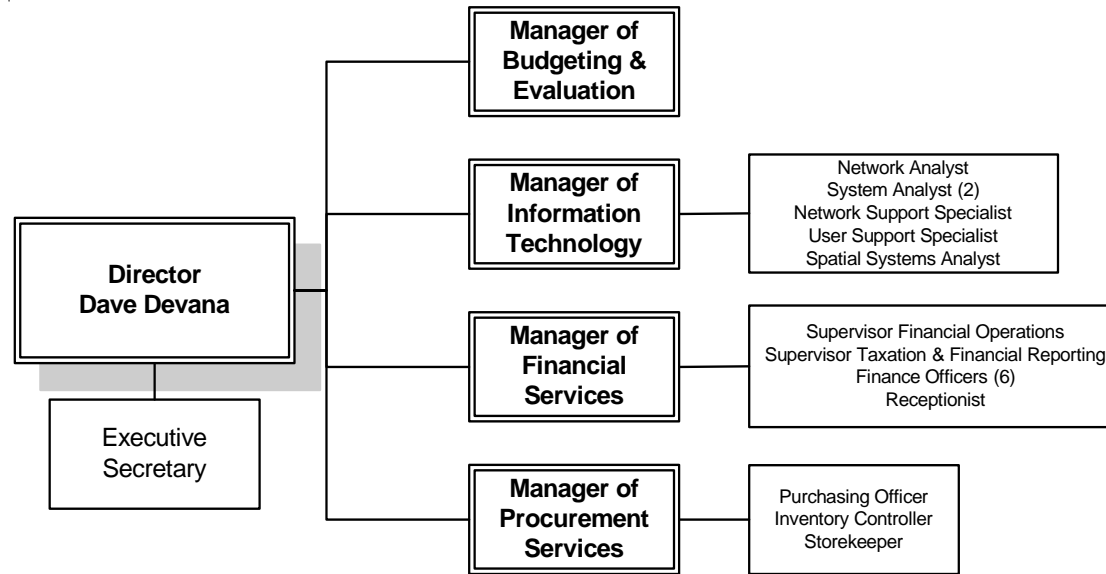 Manager of
Budgeting &
Evaluation
Manager of
Information
Technology
Network Analyst
System Analyst (2)
Network Support Specialist
User Support Specialist
Spatial Systems Analyst
Director
Dave Devana
Executive
Secretary
Manager of
Financial
Services
Supervisor Financial Operations
Supervisor Taxation & Financial Reporting
Finance Officers (6)
Receptionist
Manager of
Procurement
Services
Purchasing Officer
Inventory Controller
Storekeeper